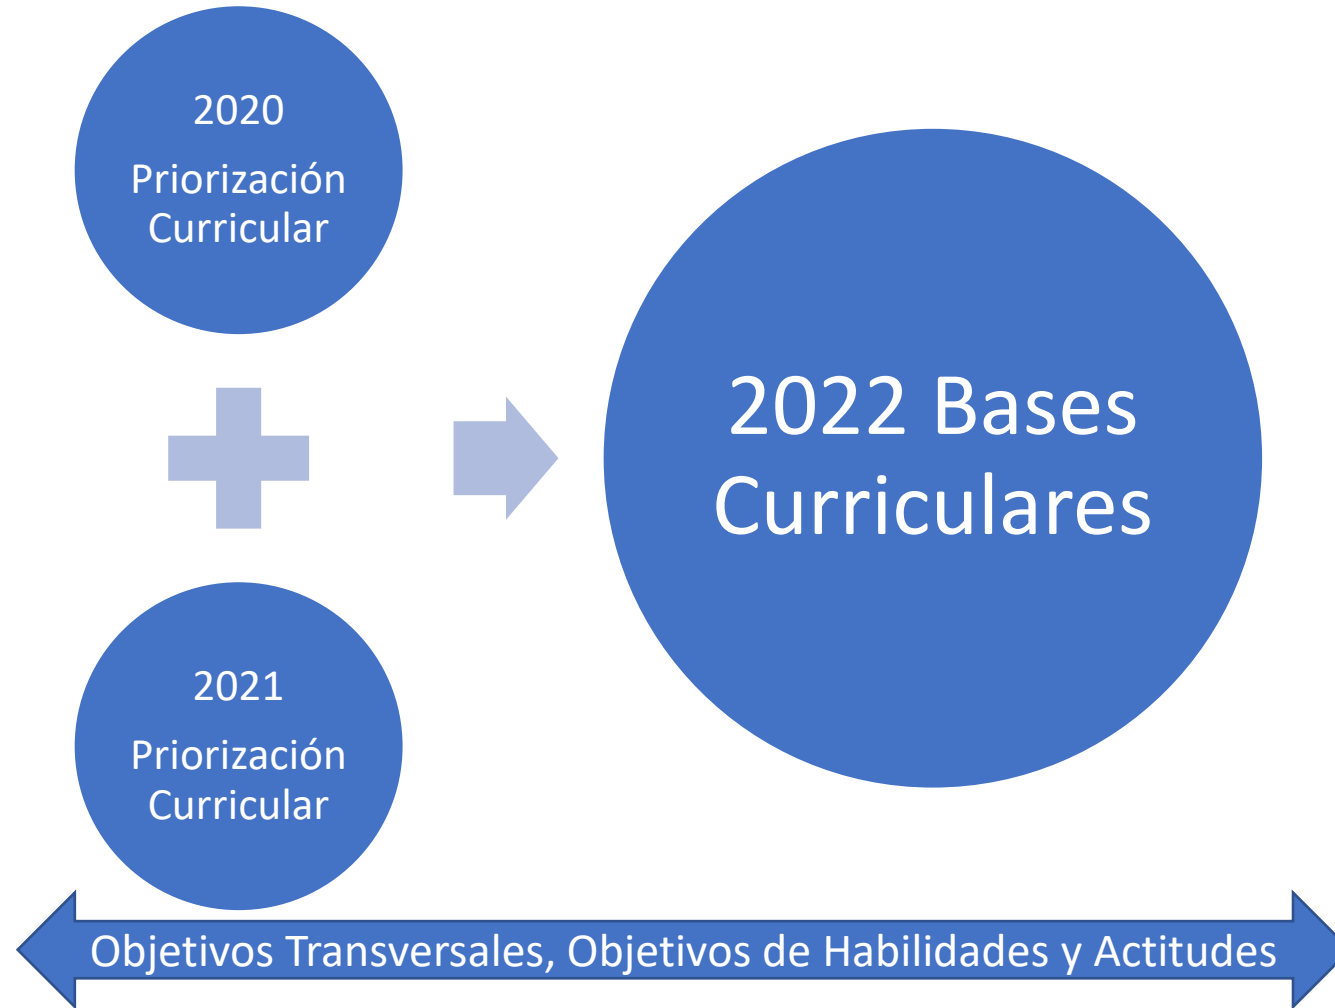 2020
Priorización
Curricular
2021
Priorización
Curricular
2022 Bases
Curriculares
Objetivos Transversales, Objetivos de Habilidades y Actitudes